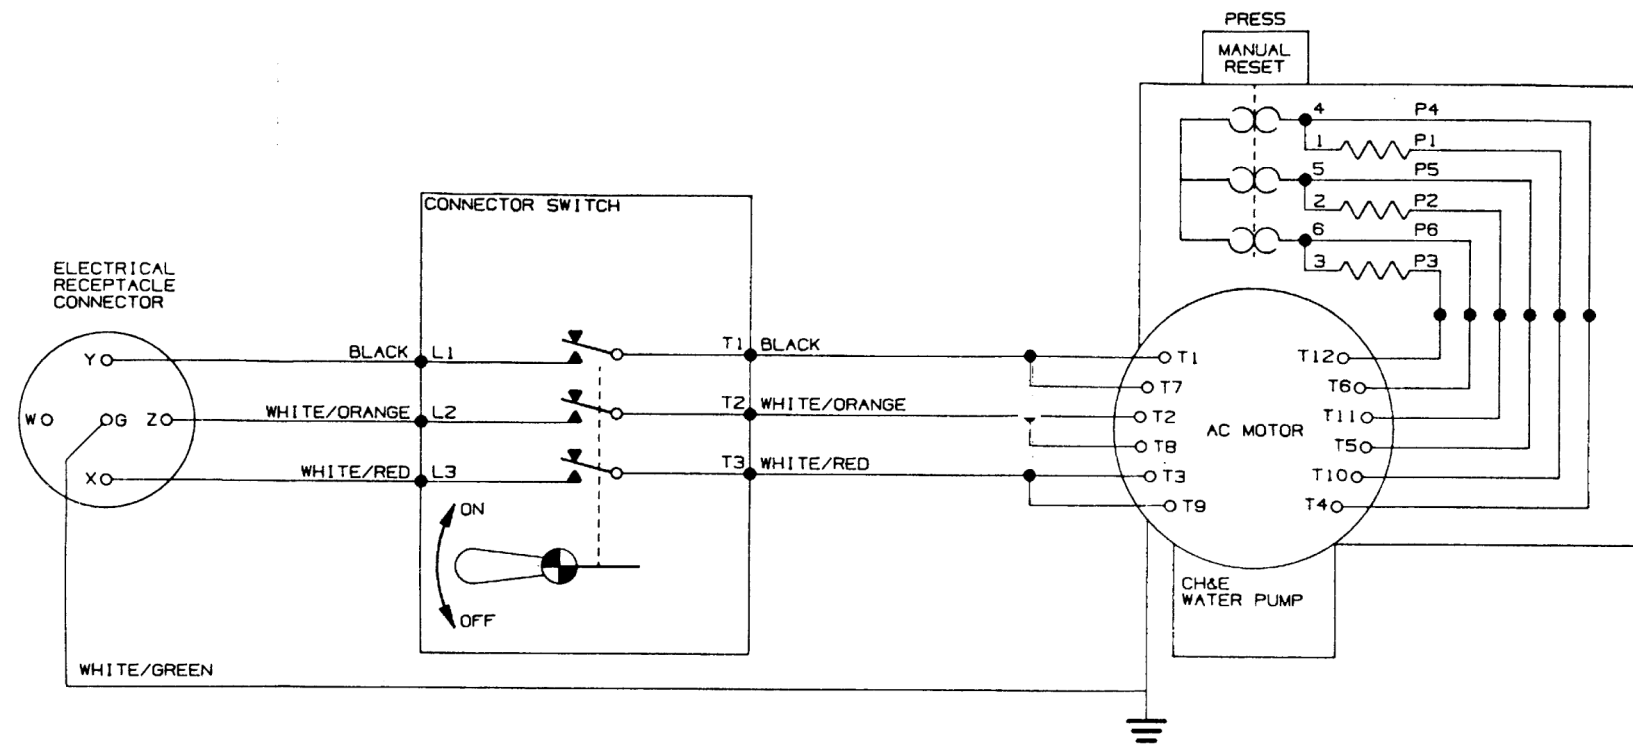 PRESS
MANUAL
RESET
4 P4
1 P1
5 P5
2 P2
6 P6
3 P3
CONNECTOR SWITCH
ELECTRICAL
RECEPTACLE
CONNECTOR
Y
BLACK L1
T1 BLACK
T1
T12
T7
T6
W
G
Z
WHITE/ORANGE L2
T2 WHITE/ORANGE
T2
T11
AC MOTOR
T8
T5
X
WHITE/RED L3
T3 WHITE/RED
T3
T10
T9
T4
ON
OFF
CH&E
WATER PUMP
WHITE/GREEN